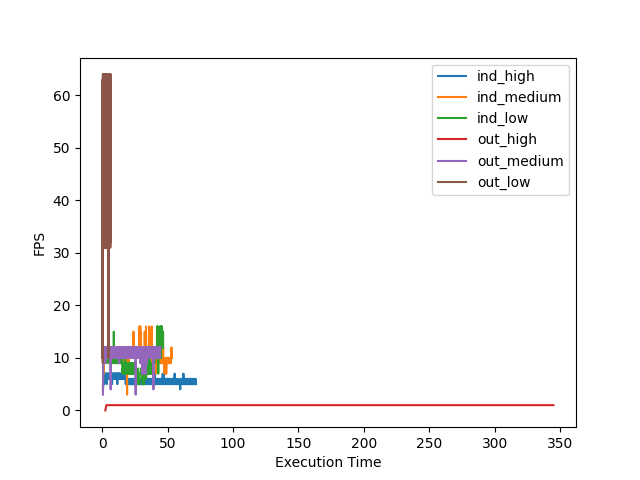 ind_high
ind_medium
ind_low
out_high
out_medium
out_low
FPS
60
50
40
30
20
10
0
0 50 100 150 200 250 300 350
Execution Time